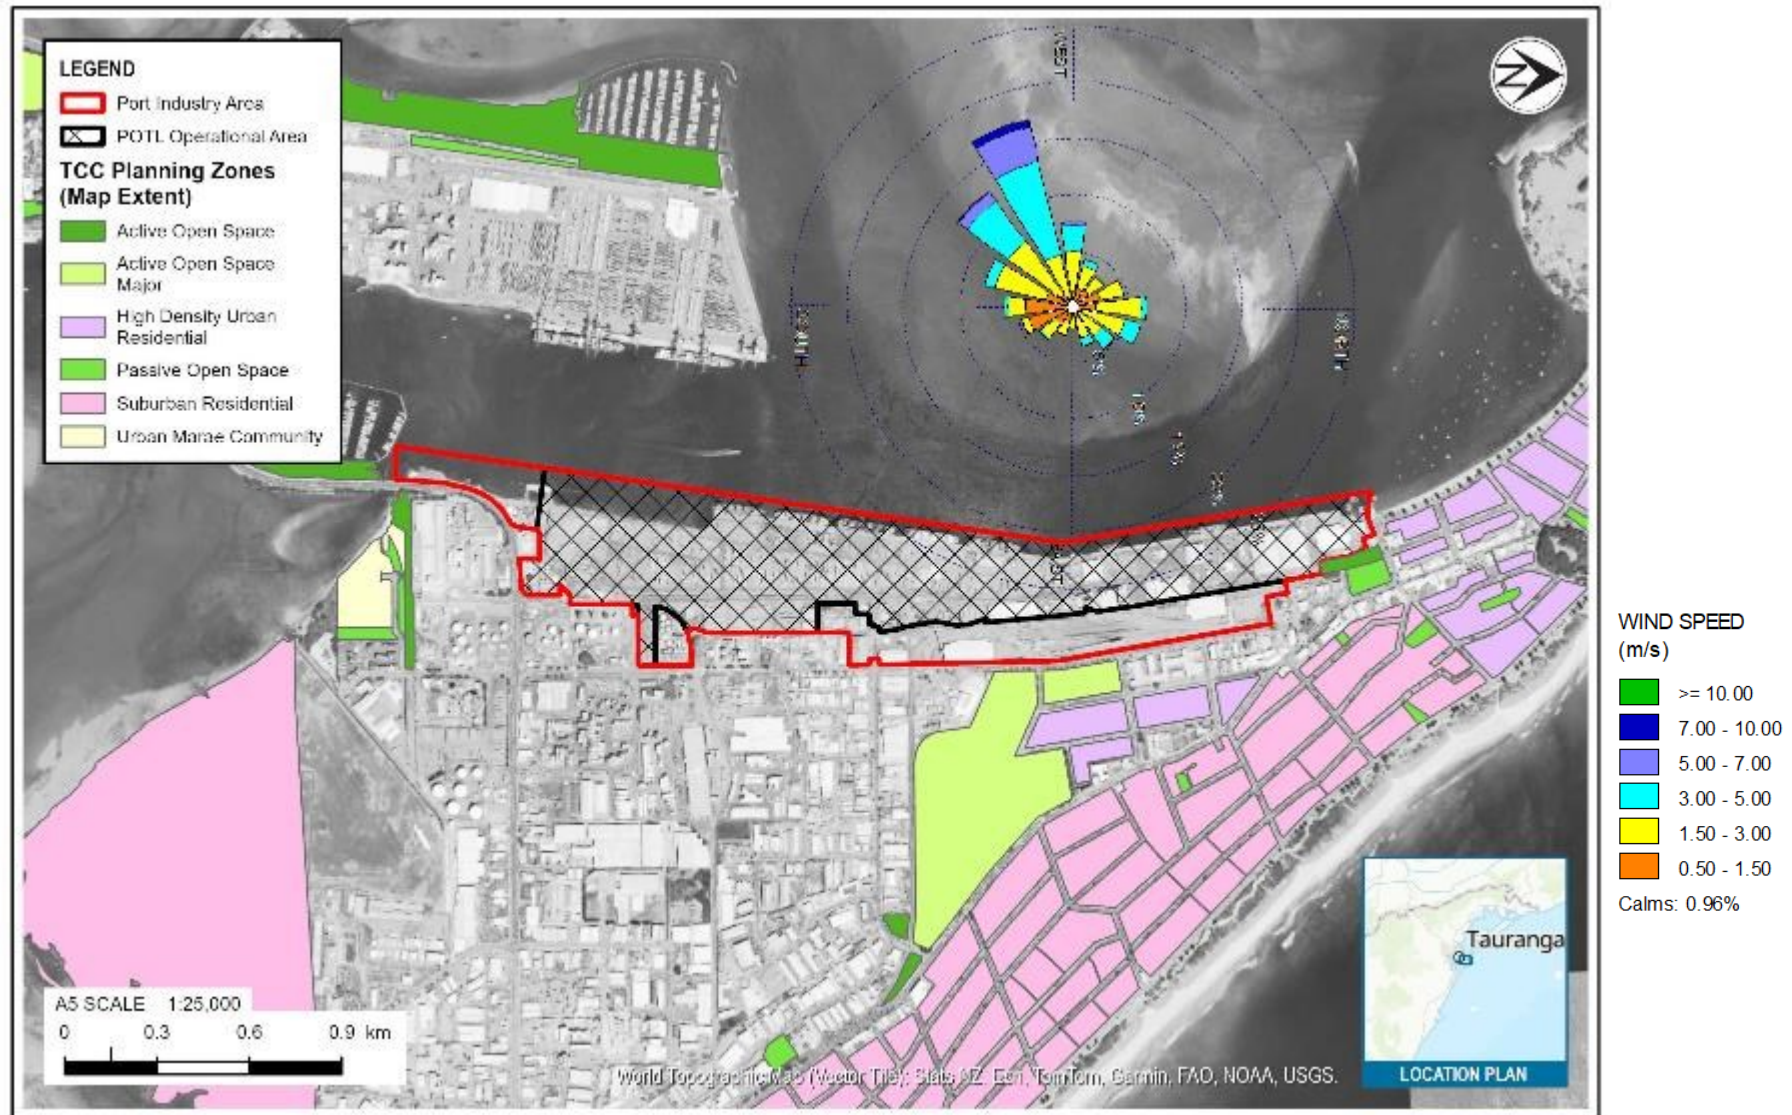 LEGEND
Port Industry Area
POTL Operational Area
TCC Planning Zones
(Map Extent)
Active Open Space
Active Open Space
Major
High Density Urban
Residential
Passive Open Space
Suburban Residential
Urban Marae Community
WEST
N
A5 SCALE 1:25,000
0 0.3 0.6 0.9 km
World Topographic Map (Vector Tile): Stats NZ, Esri, TomTom, Garmin, FAO, NOAA, USGS.
Tauranga
LOCATION PLAN
WIND SPEED
(m/s)
>= 10.00
7.00 - 10.00
5.00 - 7.00
3.00 - 5.00
1.50 - 3.00
0.50 - 1.50
Calms: 0.96%